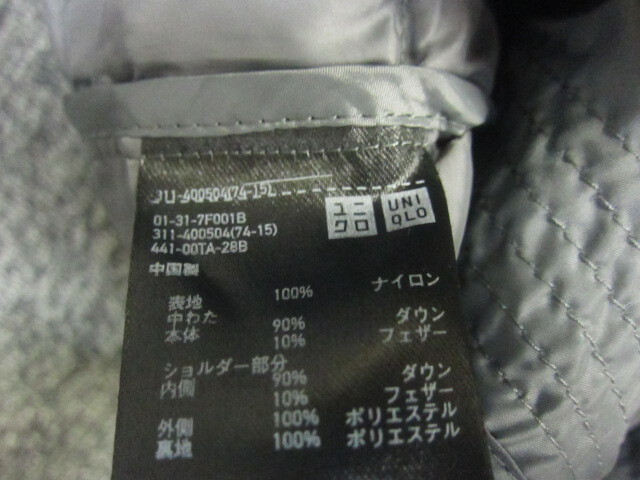 JU-400504(74-15)
ユニクロ
UNIQLO
01-31-7F001B
311-400504(74-15)
441-00TA-28B
中国製
表地 100% ナイロン
中わた
本体 90% ダウン
10% フェザー
ショルダー部分
内側 90% ダウン
10% フェザー
外側 100% ポリエステル
裏地 100% ポリエステル